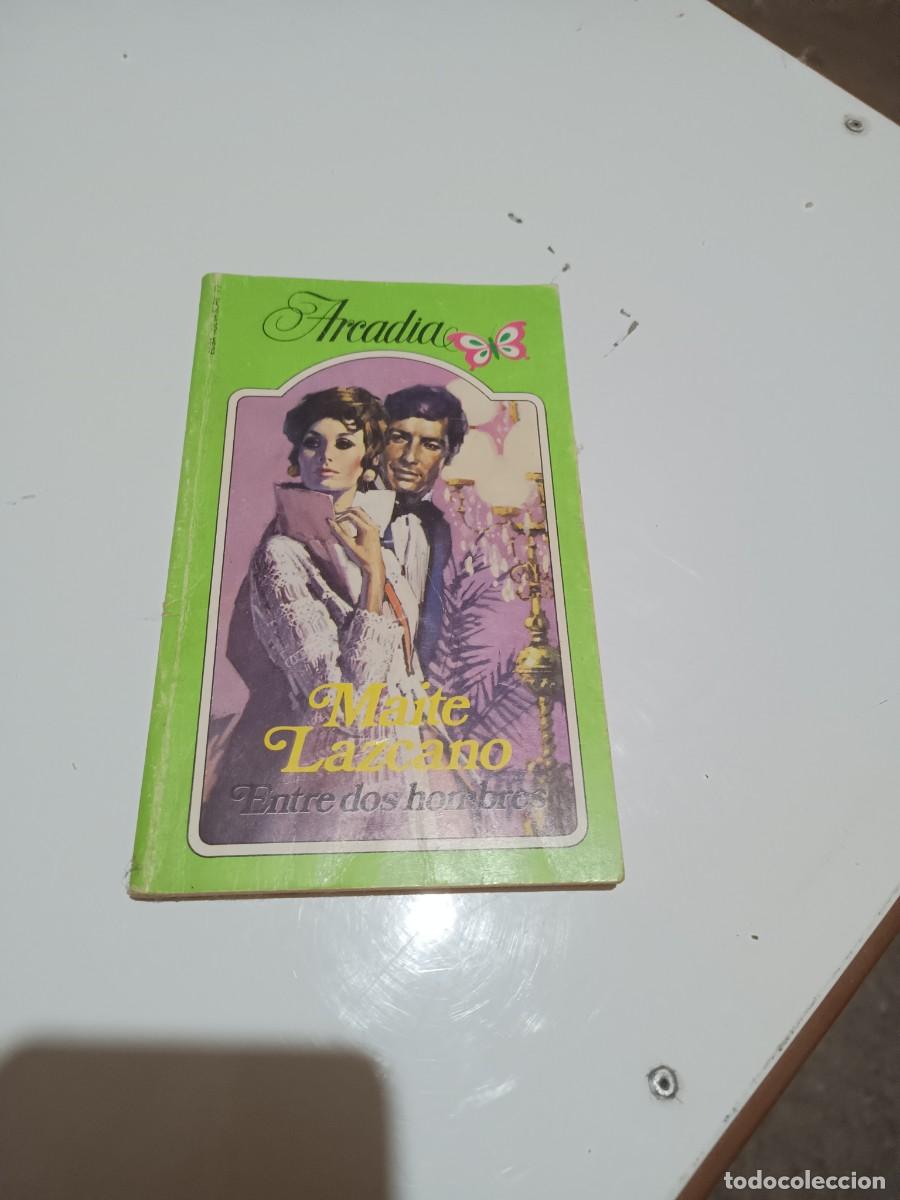 Arcadia
Maite
Lazcano
Entre dos hombres
todocoleccion